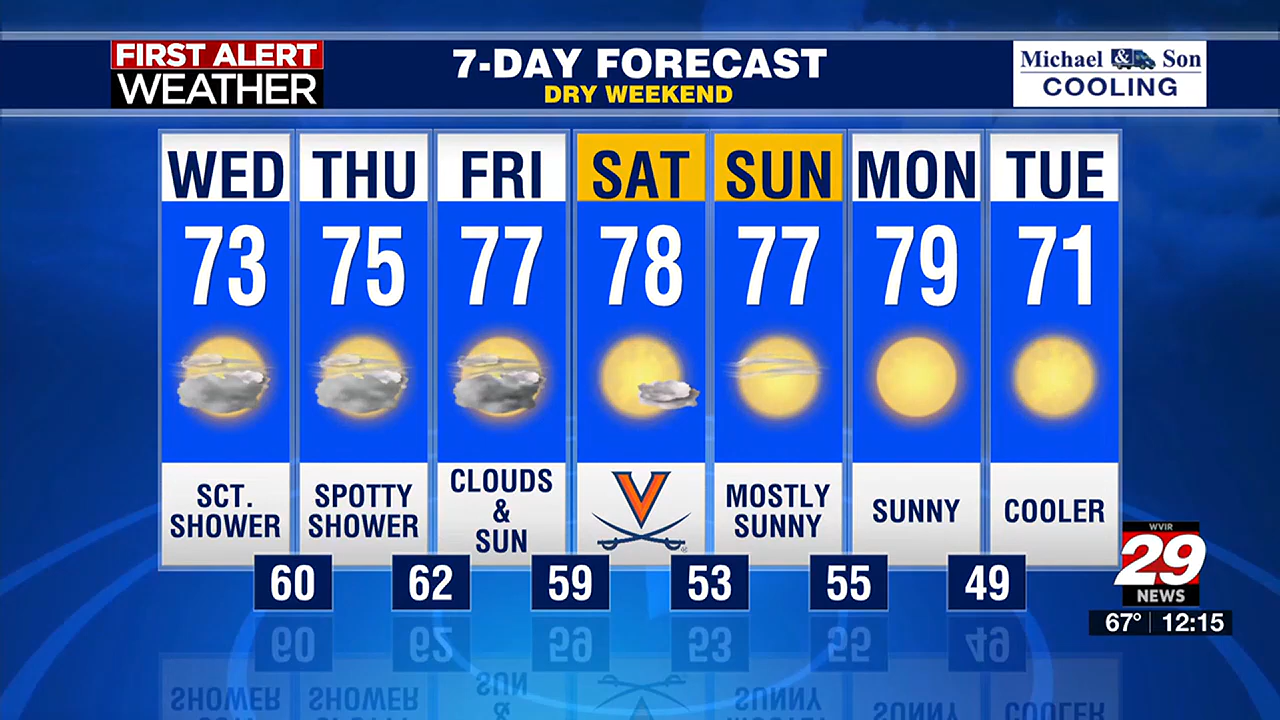 FIRST ALERT
WEATHER
7-DAY FORECAST
DRY WEEKEND
Michael & Son
COOLING
WED THU FRI SAT SUN MON TUE
73 75 77 78 77 79 71
SCT.
SHOWER
SPOTTY
SHOWER
CLOUDS
&
SUN
V
MOSTLY
SUNNY
SUNNY
COOLER
60 62 59 53 55 49
WVIR
29
NEWS
67° 12:15